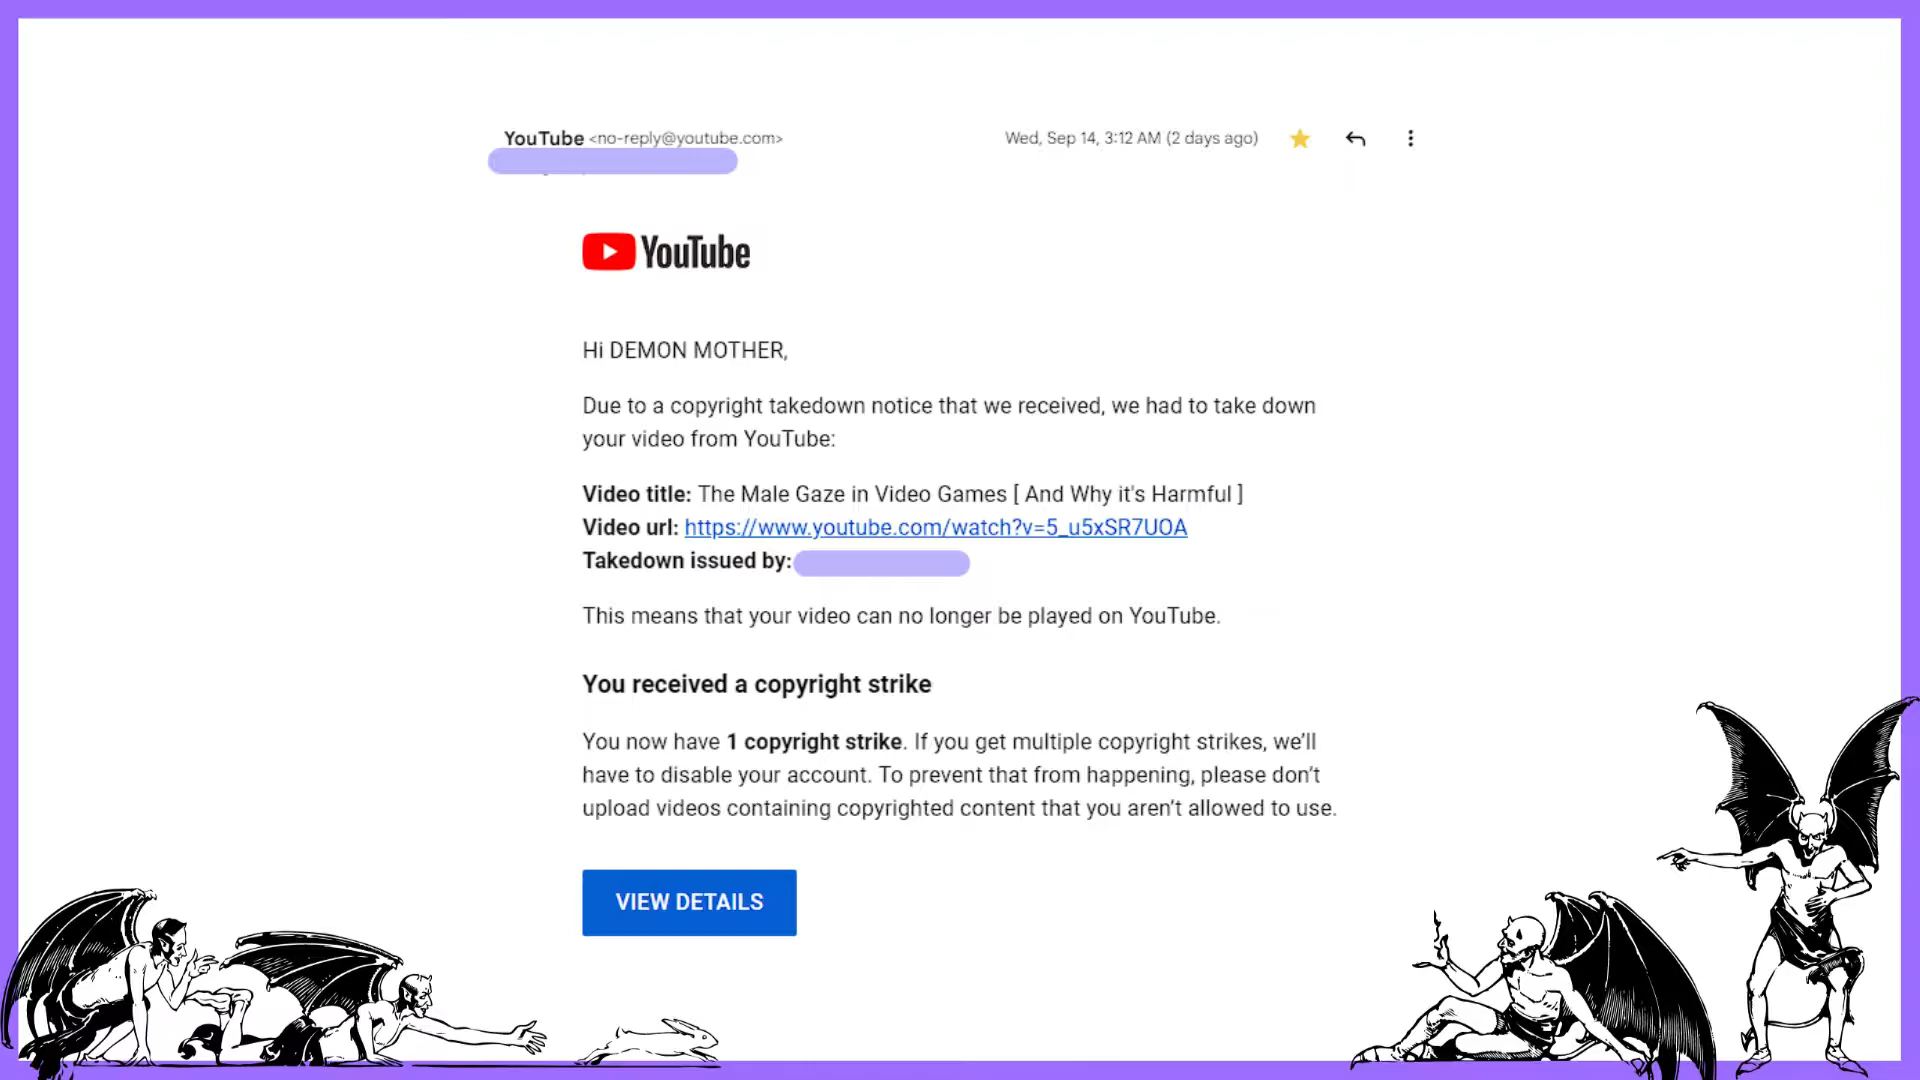 YouTube <no-reply@youtube.com> Wed, Sep 14, 3:12 AM (2 days ago)
YouTube
Hi DEMON MOTHER,
Due to a copyright takedown notice that we received, we had to take down
your video from YouTube:
Video title: The Male Gaze in Video Games [ And Why it's Harmful ]
Video url: https://www.youtube.com/watch?v=5_u5xSR7UOA
Takedown issued by:
This means that your video can no longer be played on YouTube.
You received a copyright strike
You now have 1 copyright strike. If you get multiple copyright strikes, we’ll
have to disable your account. To prevent that from happening, please don’t
upload videos containing copyrighted content that you aren’t allowed to use.
VIEW DETAILS